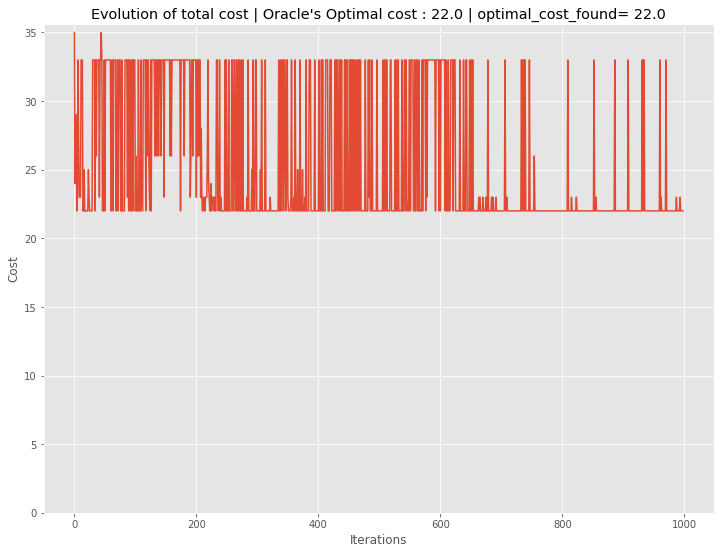 Evolution of total cost | Oracle's Optimal cost : 22.0 | optimal_cost_found= 22.0
35
30
25
20
15
10
5
0
Cost
0 200 400 600 800 1000
Iterations